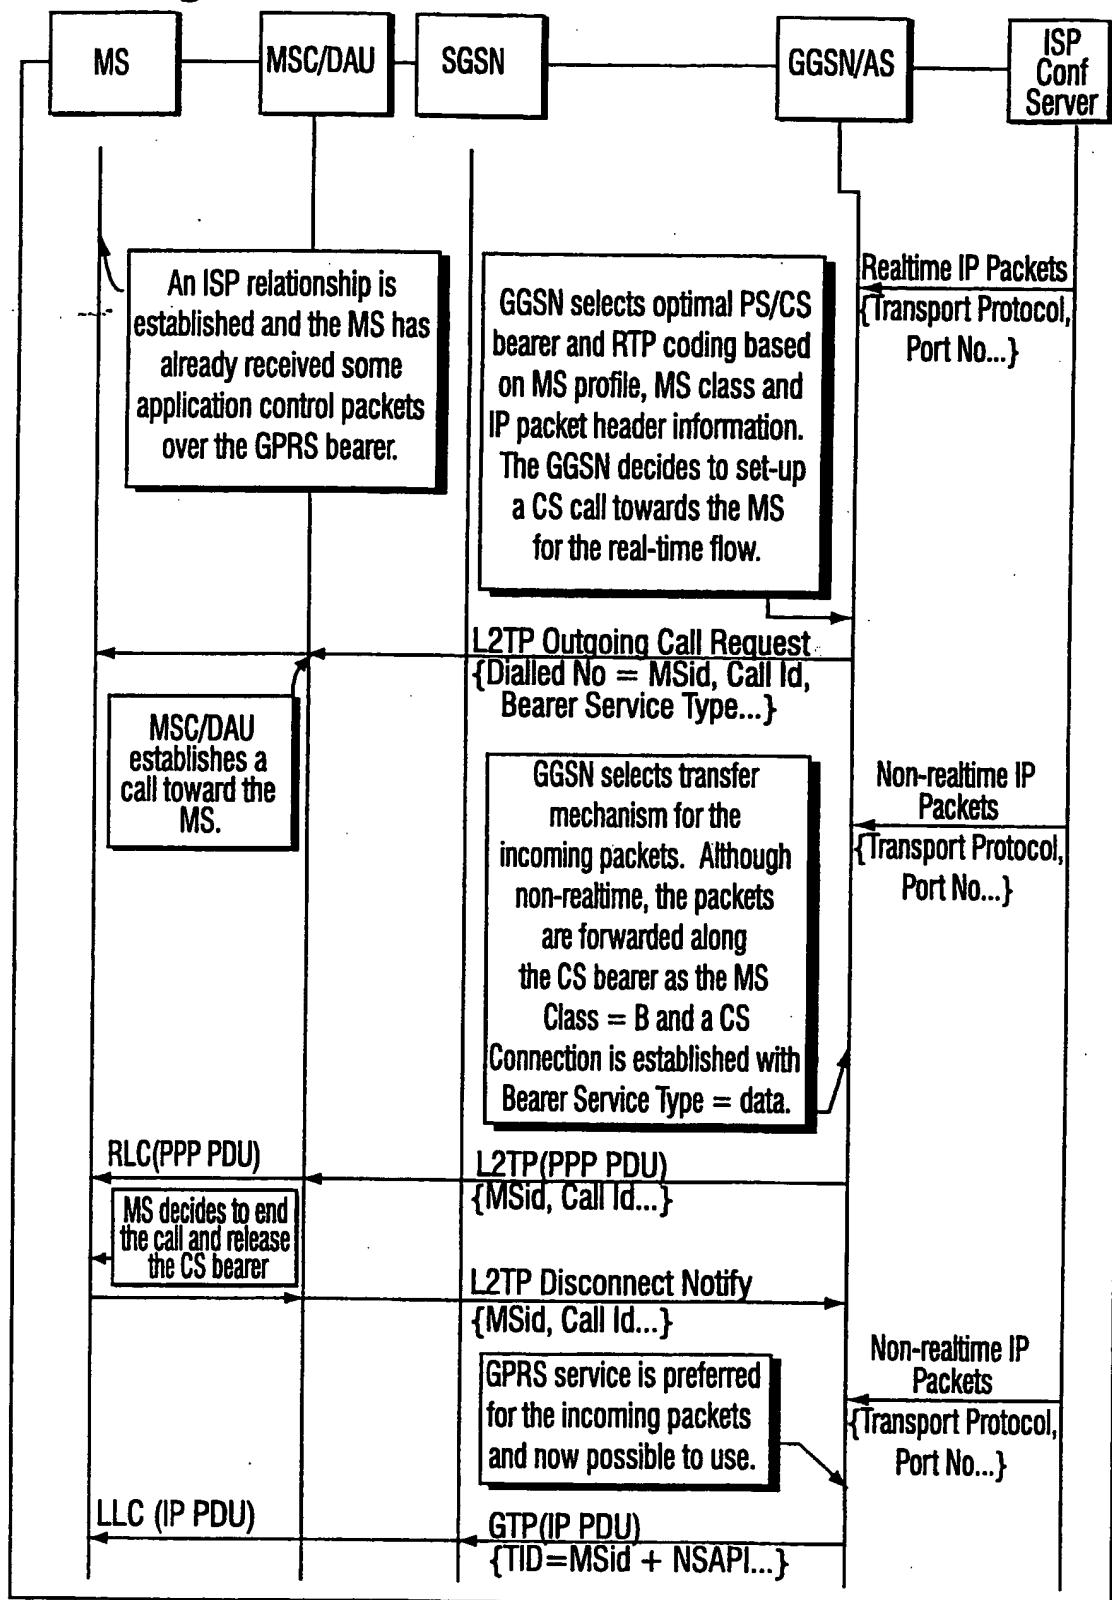 MS
MSC/DAU
SGSN
GGSN/AS
ISP
Conf
Server
An ISP relationship is
established and the MS has
already received some
application control packets
over the GPRS bearer.
GGSN selects optimal PS/CS
bearer and RTP coding based
on MS profile, MS class and
IP packet header information.
The GGSN decides to set-up
a CS call towards the MS
for the real-time flow.
Realtime IP Packets
{Transport Protocol,
Port No...}
L2TP Outgoing Call Request
{Dialled No = MSid, Call Id,
Bearer Service Type...}
MSC/DAU
establishes a
call toward the
MS.
GGSN selects transfer
mechanism for the
incoming packets. Although
non-realtime, the packets
are forwarded along
the CS bearer as the MS
Class = B and a CS
Connection is established with
Bearer Service Type = data.
Non-realtime IP
Packets
{Transport Protocol,
Port No...}
RLC(PPP PDU)
L2TP(PPP PDU)
{MSid, Call Id...}
MS decides to end
the call and release
the CS bearer
L2TP Disconnect Notify
{MSid, Call Id...}
GPRS service is preferred
for the incoming packets
and now possible to use.
Non-realtime IP
Packets
{Transport Protocol,
Port No...}
LLC (IP PDU)
GTP(IP PDU)
{TID=MSid + NSAPI...}